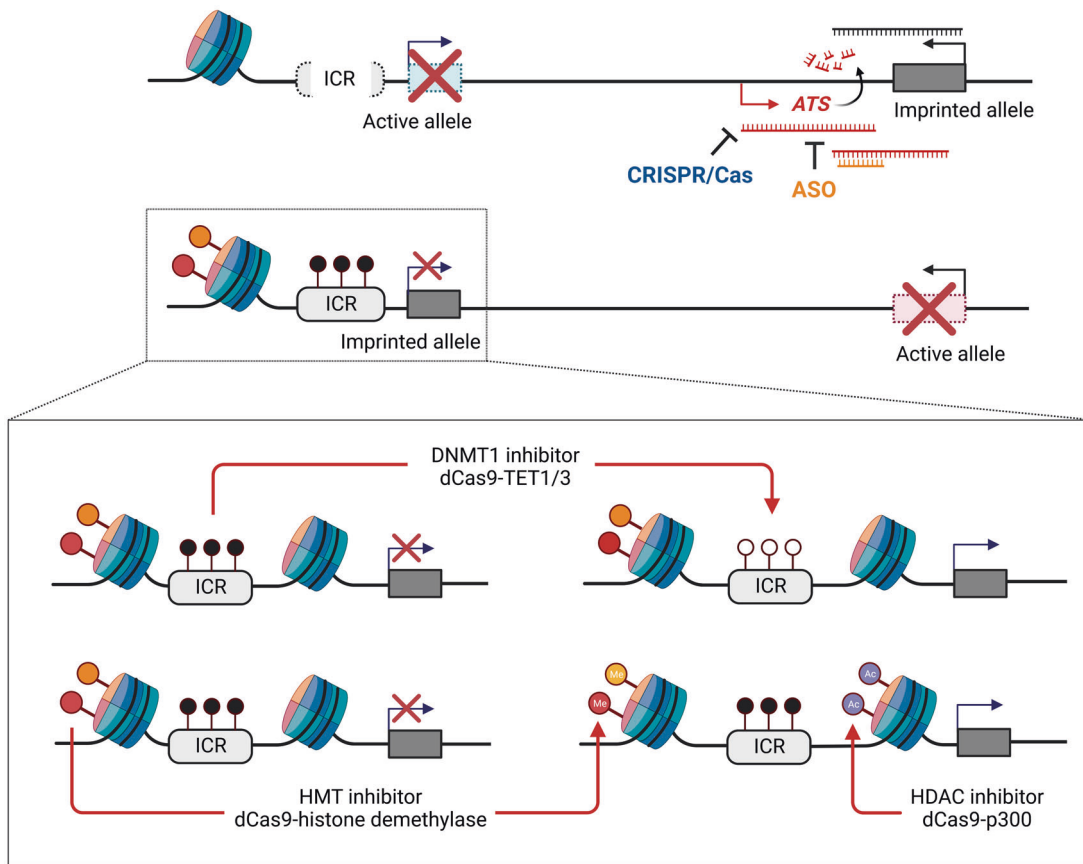 ICR
Active allele
ATS
Imprinted allele
CRISPR/Cas
ASO
ICR
Imprinted allele
Active allele
DNMT1 inhibitor
dCas9-TET1/3
ICR
ICR
Me
Me
Ac
Ac
ICR
ICR
HMT inhibitor
dCas9-histone demethylase
HDAC inhibitor
dCas9-p300